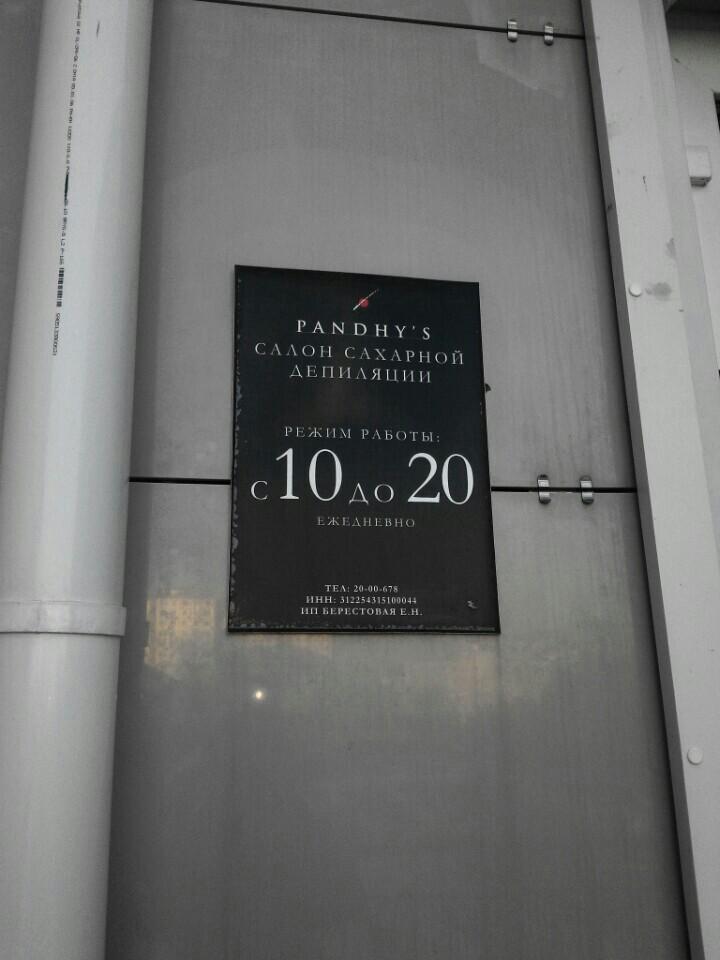 PANDHY'S
САЛОН САХАРНОЙ
ДЕПИЛЯЦИИ
РЕЖИМ РАБОТЫ:
С 10 ДО 20
ЕЖЕДНЕВНО
ТЕЛ: 20-00-678
ИНН: 312254315100044
ИП БЕРЕСТОВАЯ Е.Н.